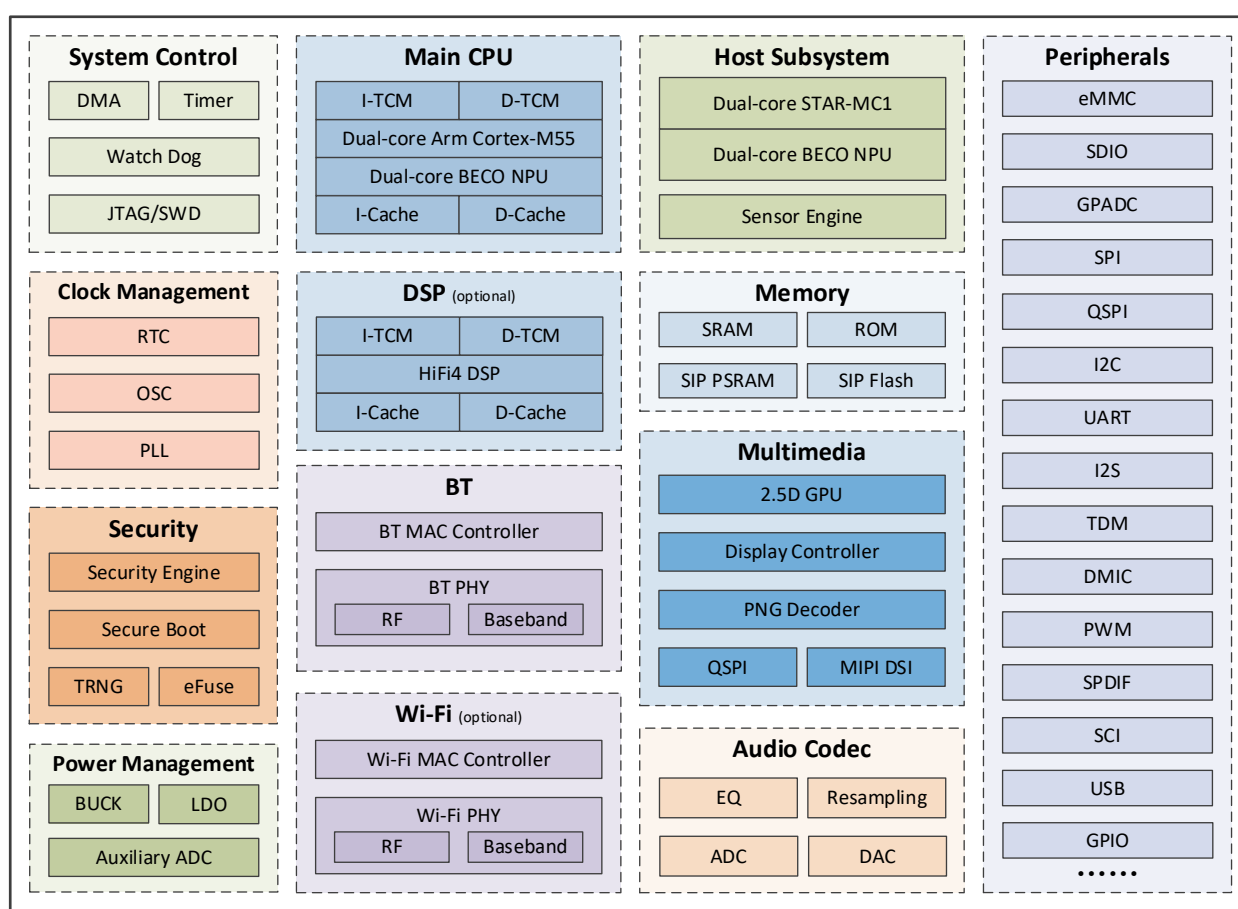 System Control
DMA
Timer
Watch Dog
JTAG/SWD
Clock Management
RTC
OSC
PLL
Security
Security Engine
Secure Boot
TRNG
eFuse
Power Management
BUCK
LDO
Auxiliary ADC
Main CPU
I-TCM
D-TCM
Dual-core Arm Cortex-M55
Dual-core BECO NPU
I-Cache
D-Cache
DSP (optional)
I-TCM
D-TCM
HiFi4 DSP
I-Cache
D-Cache
BT
BT MAC Controller
BT PHY
RF
Baseband
Wi-Fi (optional)
Wi-Fi MAC Controller
Wi-Fi PHY
RF
Baseband
Host Subsystem
Dual-core STAR-MC1
Dual-core BECO NPU
Sensor Engine
Memory
SRAM
ROM
SIP PSRAM
SIP Flash
Multimedia
2.5D GPU
Display Controller
PNG Decoder
QSPI
MIPI DSI
Audio Codec
EQ
Resampling
ADC
DAC
Peripherals
eMMC
SDIO
GPADC
SPI
QSPI
I2C
UART
I2S
TDM
DMIC
PWM
SPDIF
SCI
USB
GPIO
······